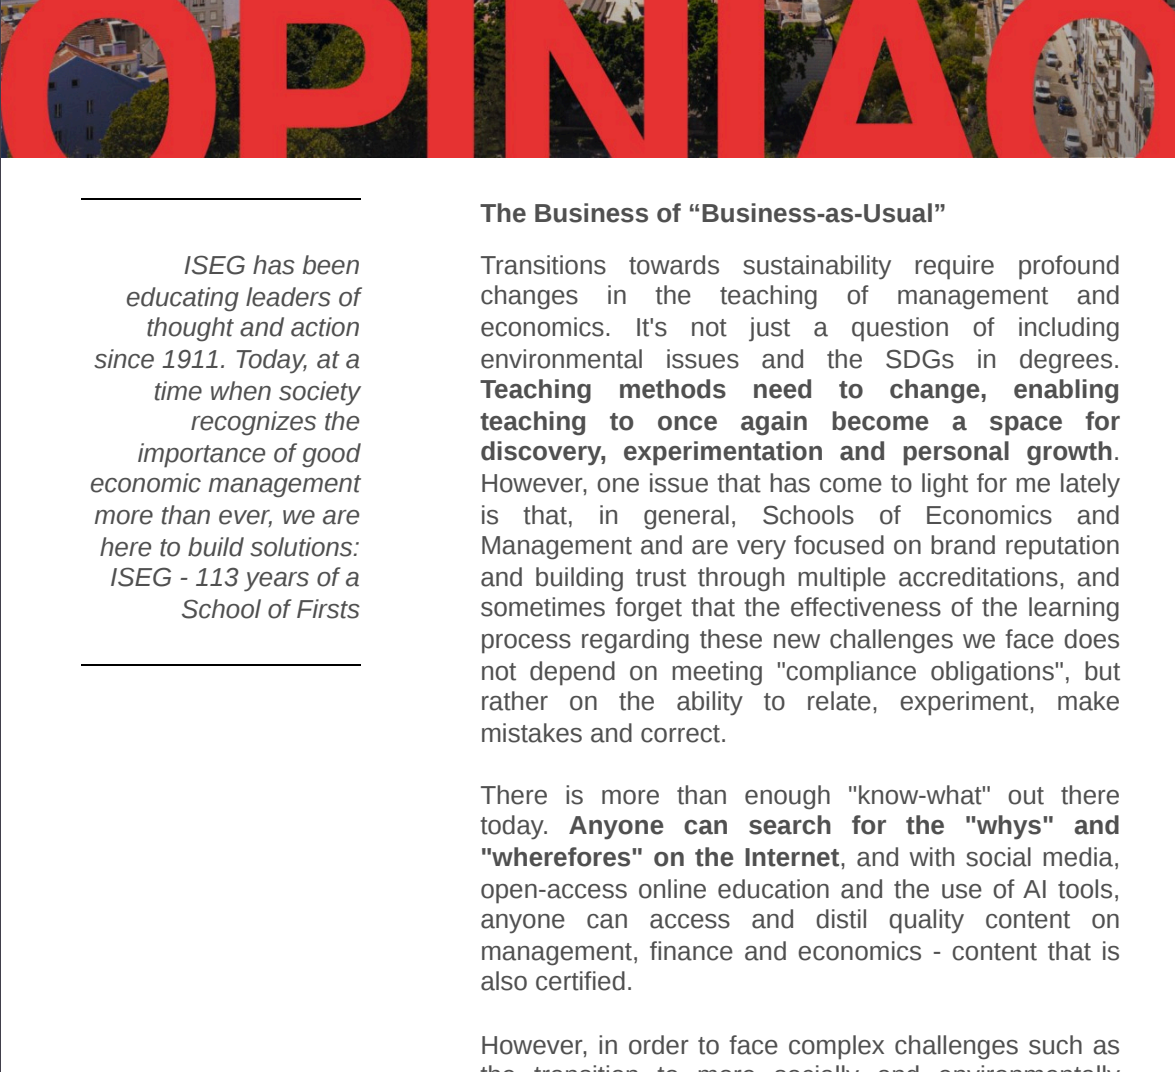 OPINIAO
ISEG has been
educating leaders of
thought and action
since 1911. Today, at a
time when society
recognizes the
importance of good
economic management
more than ever, we are
here to build solutions:
ISEG - 113 years of a
School of Firsts
The Business of “Business-as-Usual”
Transitions towards sustainability require profound
changes in the teaching of management and
economics. It's not just a question of including
environmental issues and the SDGs in degrees.
Teaching methods need to change, enabling
teaching to once again become a space for
discovery, experimentation and personal growth.
However, one issue that has come to light for me lately
is that, in general, Schools of Economics and
Management and are very focused on brand reputation
and building trust through multiple accreditations, and
sometimes forget that the effectiveness of the learning
process regarding these new challenges we face does
not depend on meeting "compliance obligations", but
rather on the ability to relate, experiment, make
mistakes and correct.
There is more than enough "know-what" out there
today. Anyone can search for the "whys" and
"wherefores" on the Internet, and with social media,
open-access online education and the use of AI tools,
anyone can access and distil quality content on
management, finance and economics - content that is
also certified.
However, in order to face complex challenges such as
the transition to more socially and environmentally